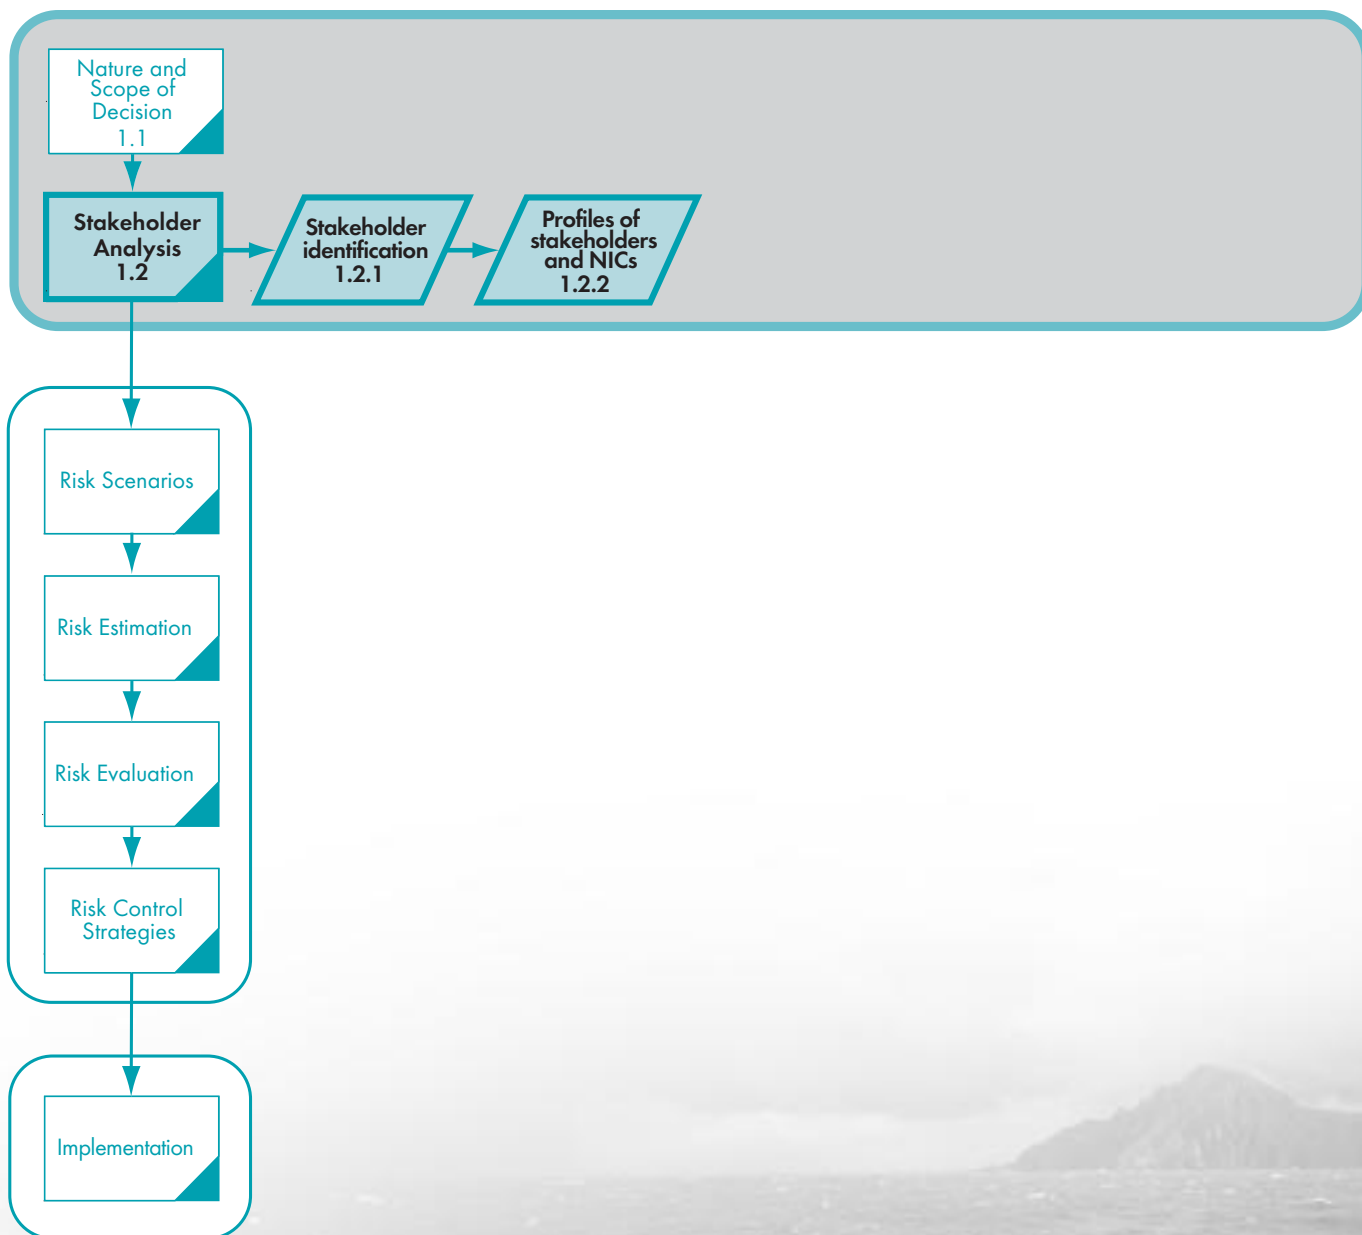 Nature and
Scope of
Decision
1.1
Stakeholder
Analysis
1.2
Stakeholder
identification
1.2.1
Profiles of
stakeholders
and NICs
1.2.2
Risk Scenarios
Risk Estimation
Risk Evaluation
Risk Control
Strategies
Implementation